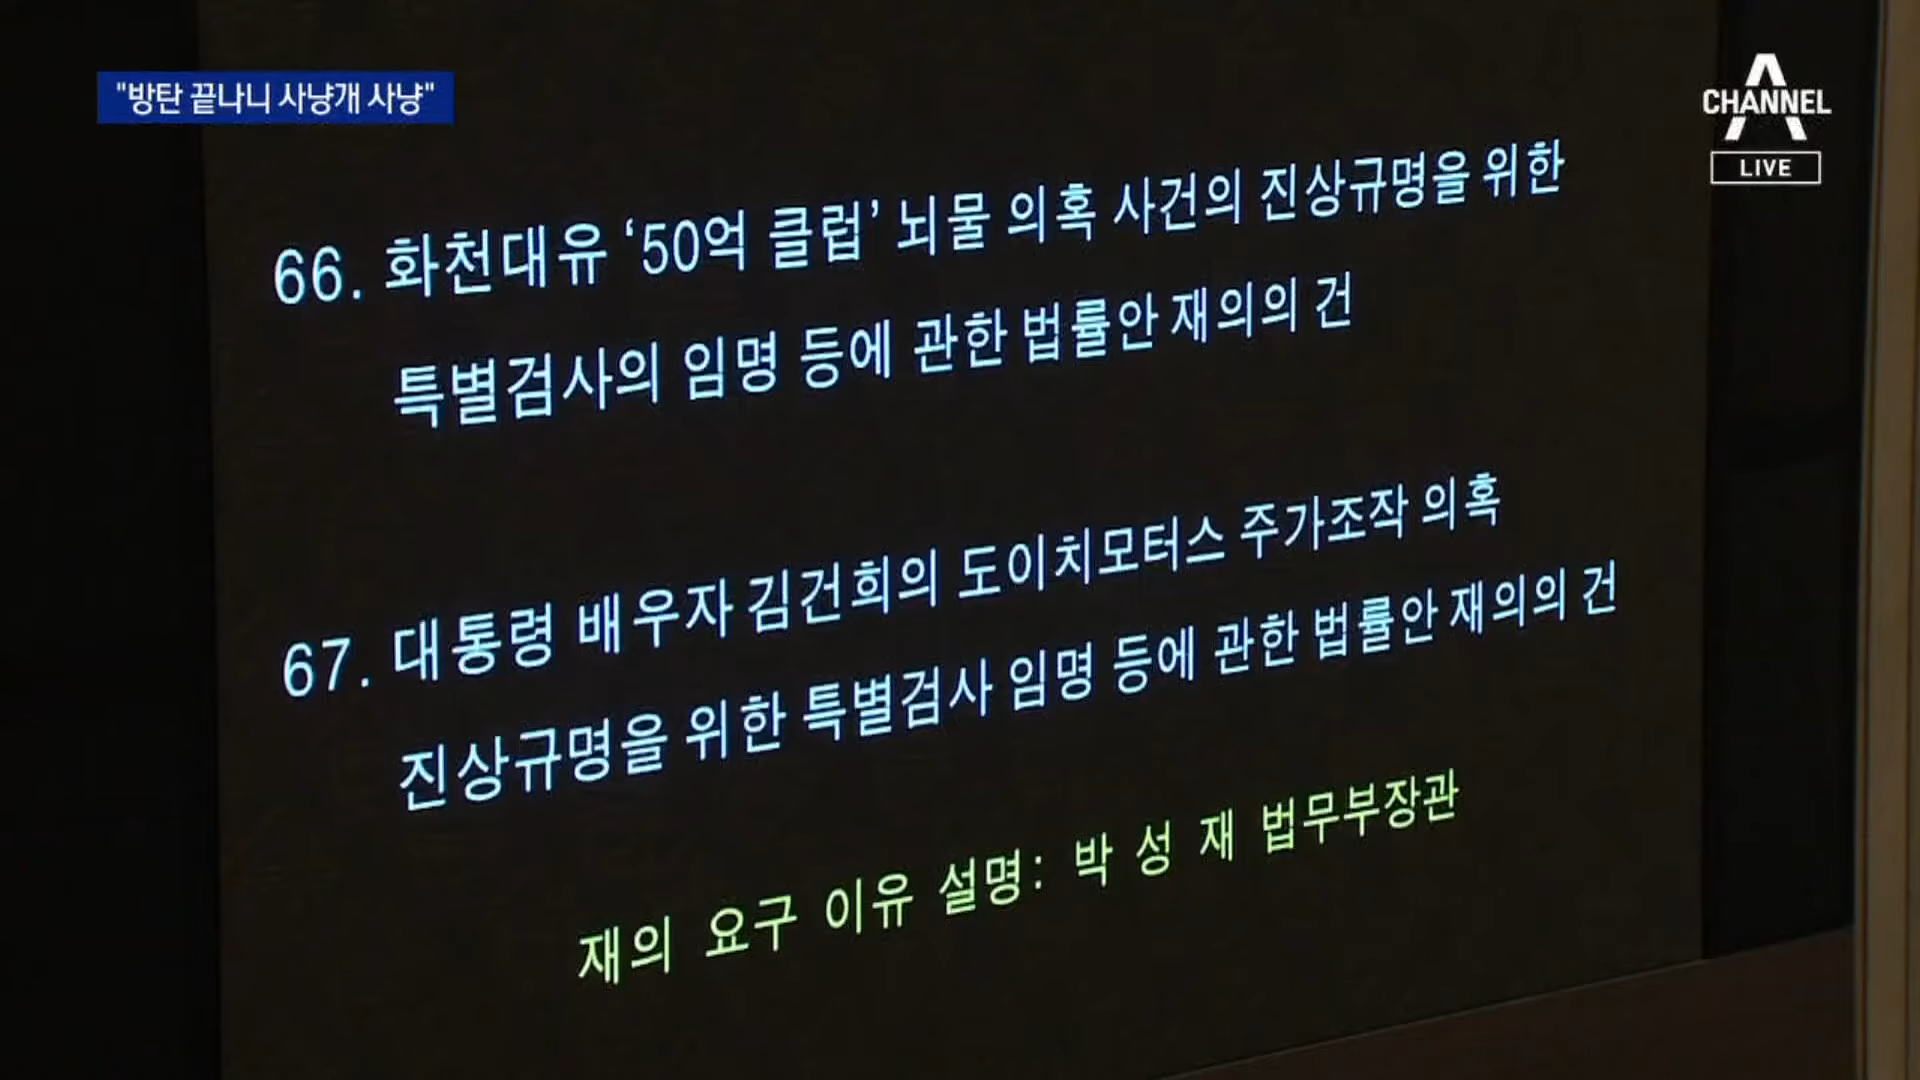 "방탄 끝나니 사냥개 사냥"
CHANNEL A
LIVE
66. 화천대유 ‘50억 클럽’ 뇌물 의혹 사건의 진상규명을 위한
특별검사의 임명 등에 관한 법률안 재의의 건
67. 대통령 배우자 김건희의 도이치모터스 주가조작 의혹
진상규명을 위한 특별검사 임명 등에 관한 법률안 재의의 건
재의 요구 이유 설명: 박 성 재 법무부장관